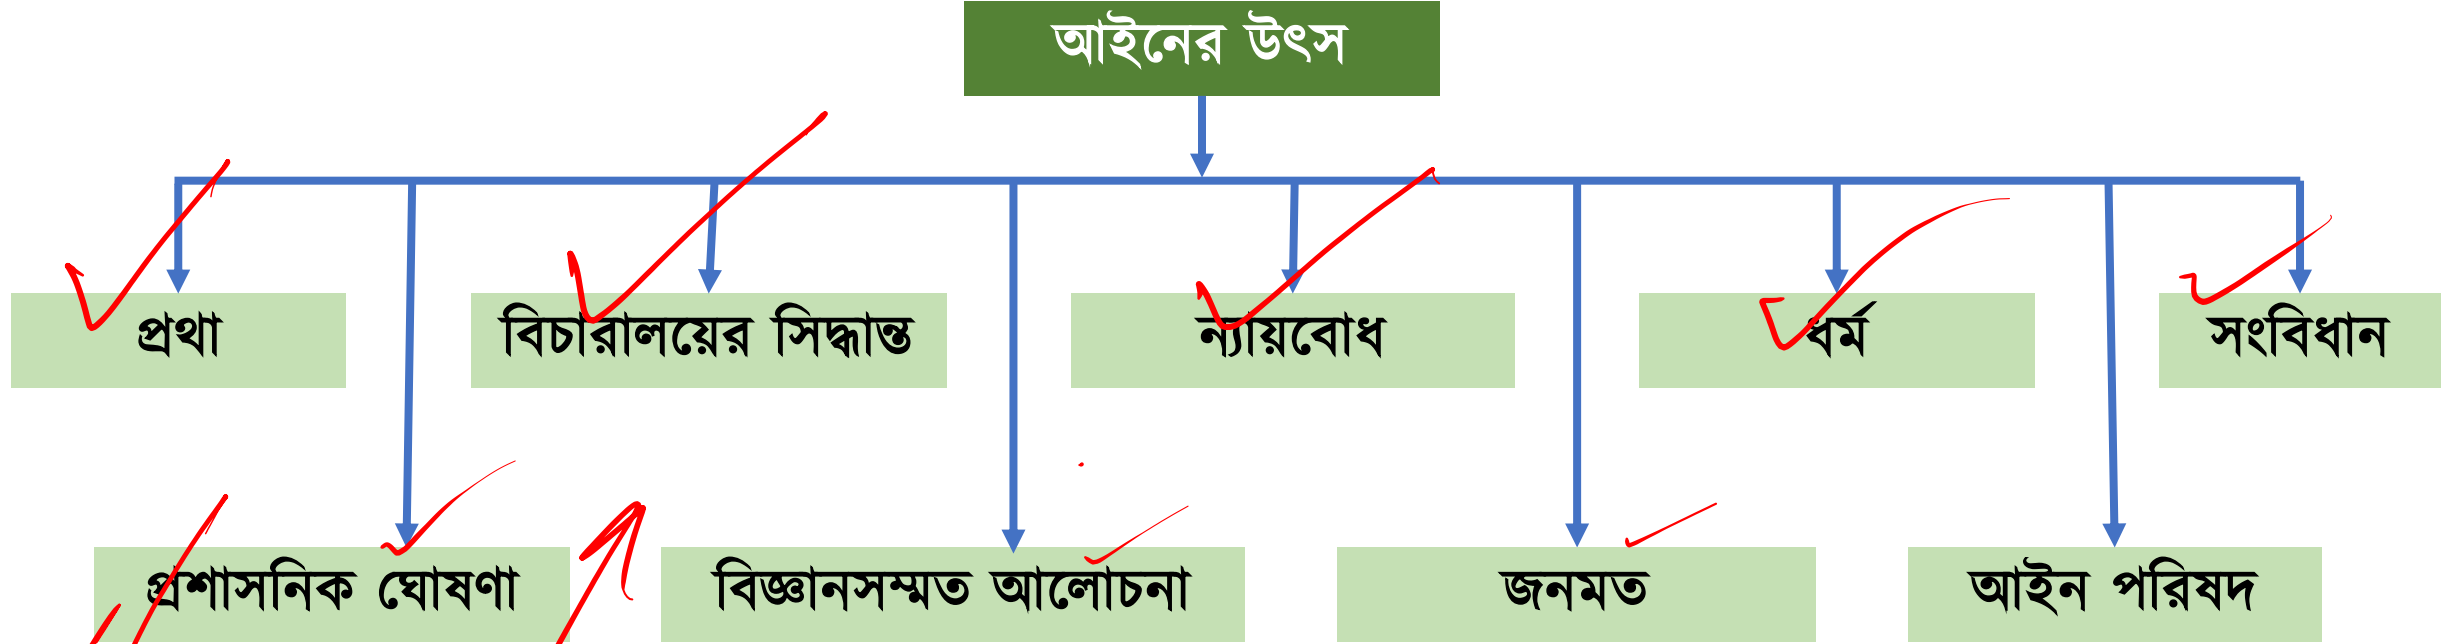 আইনের উৎস
প্রথা
বিচারালয়ের সিদ্ধান্ত
ন্যায়বোধ
ধর্ম
সংবিধান
প্রশাসনিক ঘোষণা
বিজ্ঞানসম্মত আলোচনা
জনমত
আইন পরিষদ